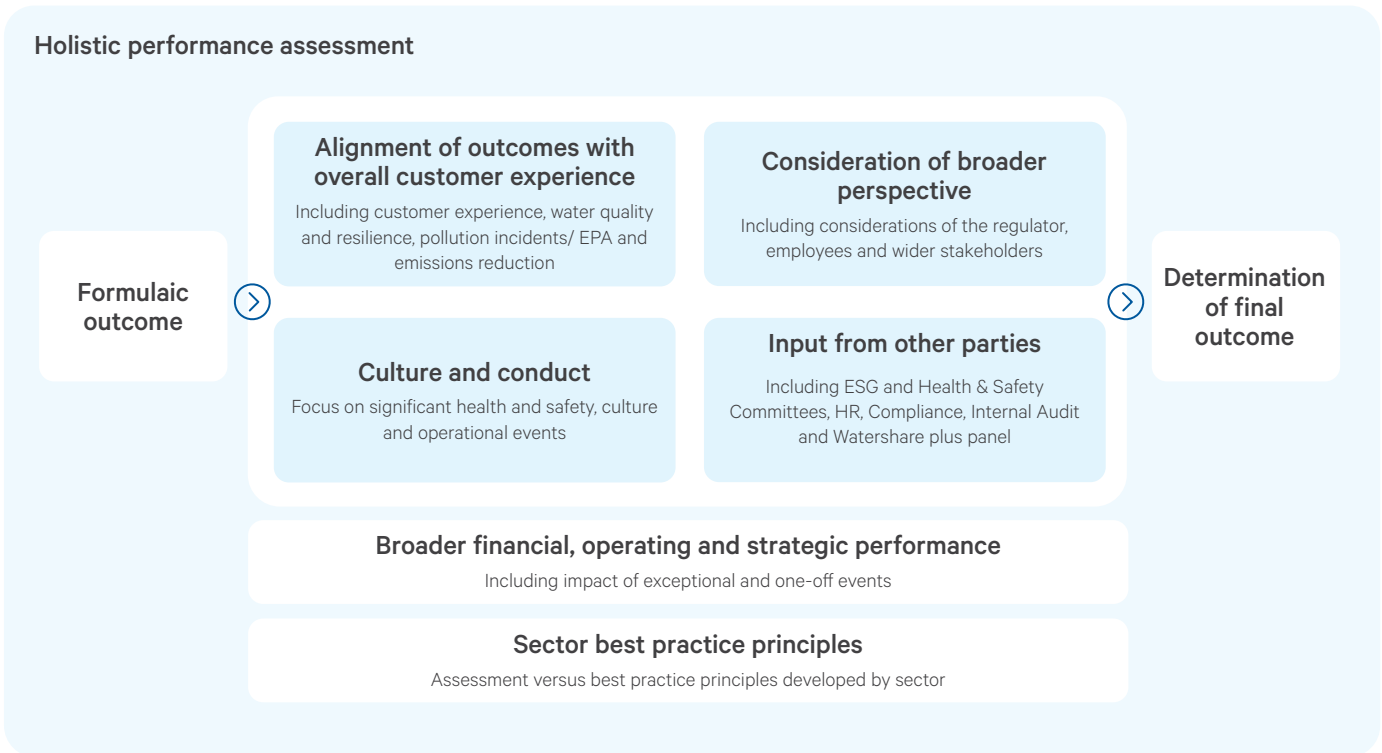 Holistic performance assessment
Formulaic
outcome
Alignment of outcomes with
overall customer experience
Including customer experience, water quality
and resilience, pollution incidents/ EPA and
emissions reduction
Consideration of broader
perspective
Including considerations of the regulator,
employees and wider stakeholders
Culture and conduct
Focus on significant health and safety, culture
and operational events
Input from other parties
Including ESG and Health & Safety
Committees, HR, Compliance, Internal Audit
and Watershare plus panel
Determination
of final
outcome
Broader financial, operating and strategic performance
Including impact of exceptional and one-off events
Sector best practice principles
Assessment versus best practice principles developed by sector